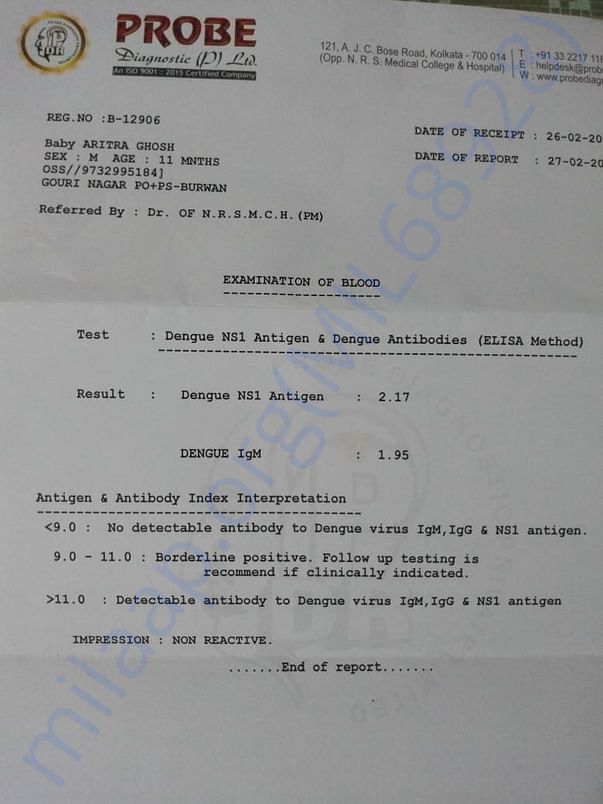 PROBE
Diagnostic (P) Ltd.
An ISO 9001 : 2015 Certified Company
121, A. J. C. Bose Road, Kolkata - 700 014
(Opp. N. R. S. Medical College & Hospital)
T : +91 33 2217 118
E : helpdesk@prob
W : www.probediag
REG.NO :B-12906
Baby ARITRA GHOSH
SEX : M AGE : 11 MNTHS
OSS//9732995184]
GOURI NAGAR PO+PS-BURWAN
DATE OF RECEIPT : 26-02-20
DATE OF REPORT : 27-02-20
Referred By : Dr. OF N.R.S.M.C.H.(PM)
EXAMINATION OF BLOOD
Test : Dengue NS1 Antigen & Dengue Antibodies (ELISA Method)
Result : Dengue NS1 Antigen : 2.17
DENGUE IgM : 1.95
Antigen & Antibody Index Interpretation
<9.0 : No detectable antibody to Dengue virus IgM,IgG & NS1 antigen.
9.0 - 11.0 : Borderline positive. Follow up testing is
recommend if clinically indicated.
>11.0 : Detectable antibody to Dengue virus IgM,IgG & NS1 antigen
IMPRESSION : NON REACTIVE.
.......End of report.......